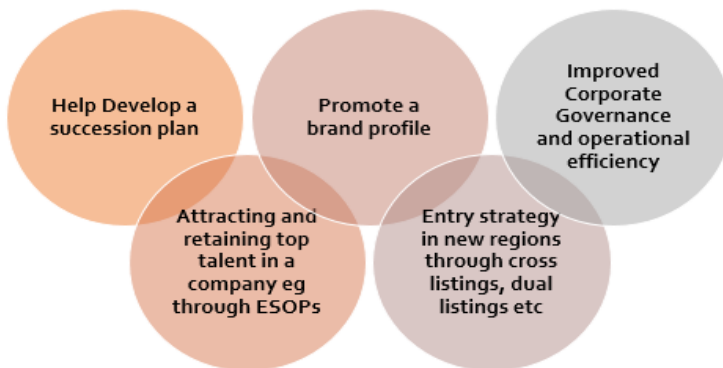 Help Develop a
succession plan
Promote a
brand profile
Improved
Corporate
Governance
and operational
efficiency
Attracting and
retaining top
talent in a
company eg
through ESOPs
Entry strategy
in new regions
through cross
listings, dual
listings etc